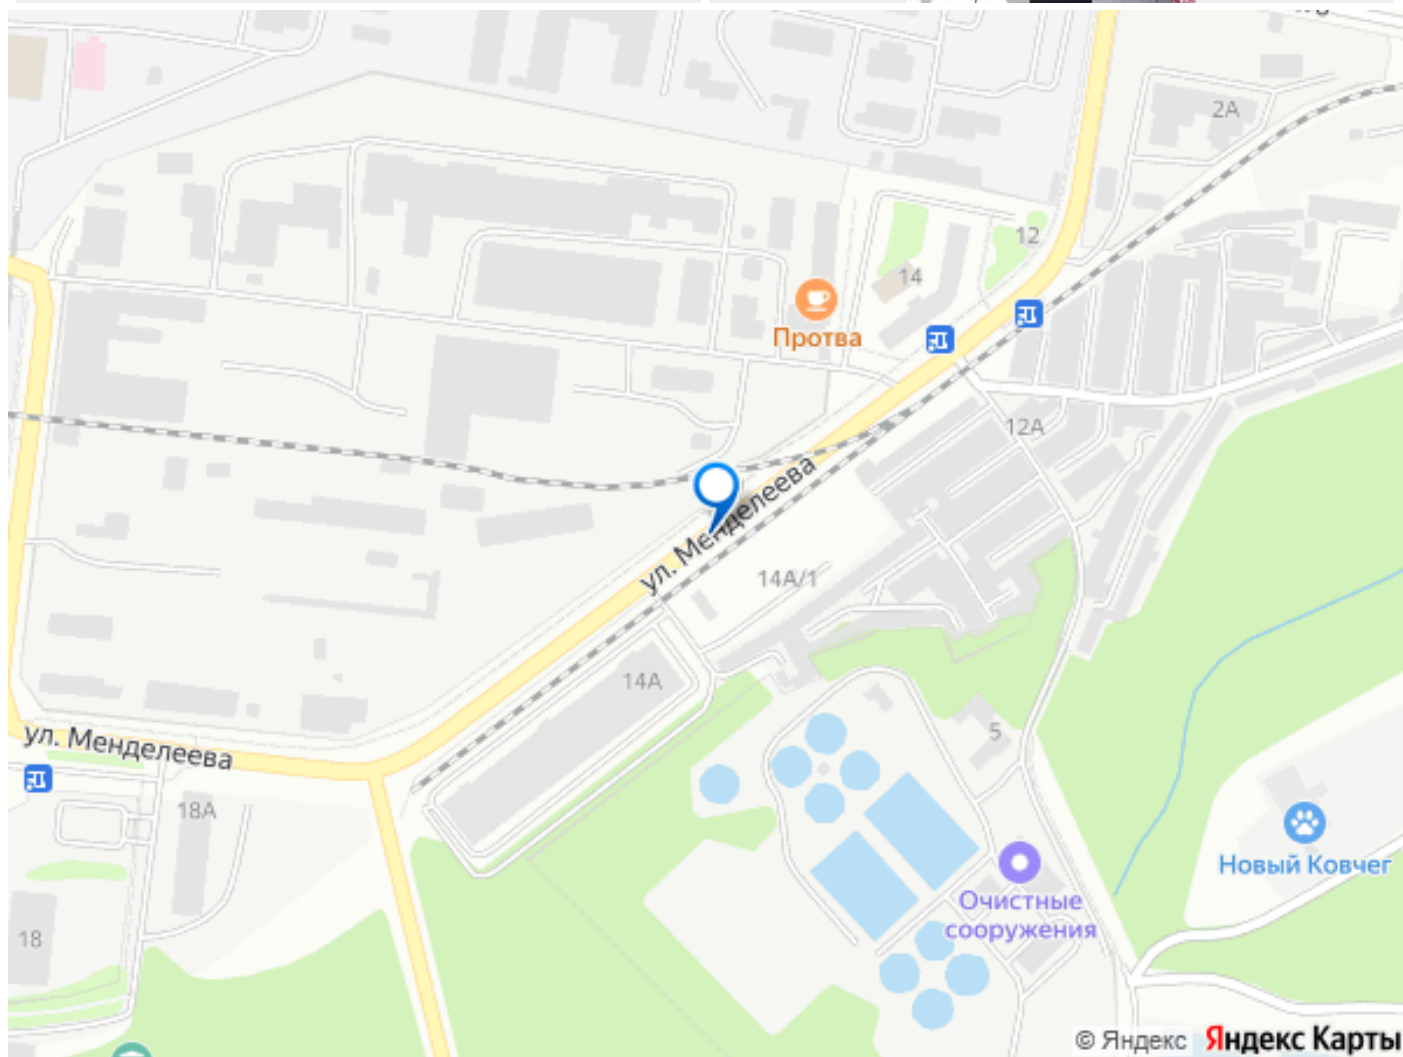 2А
12
14
Протва
12А
ул. Менделеева
14А/1
14А
5
ул. Менделеева
18А
18
Новый Ковчег
Очистные
сооружения
© Яндекс Яндекс Карты